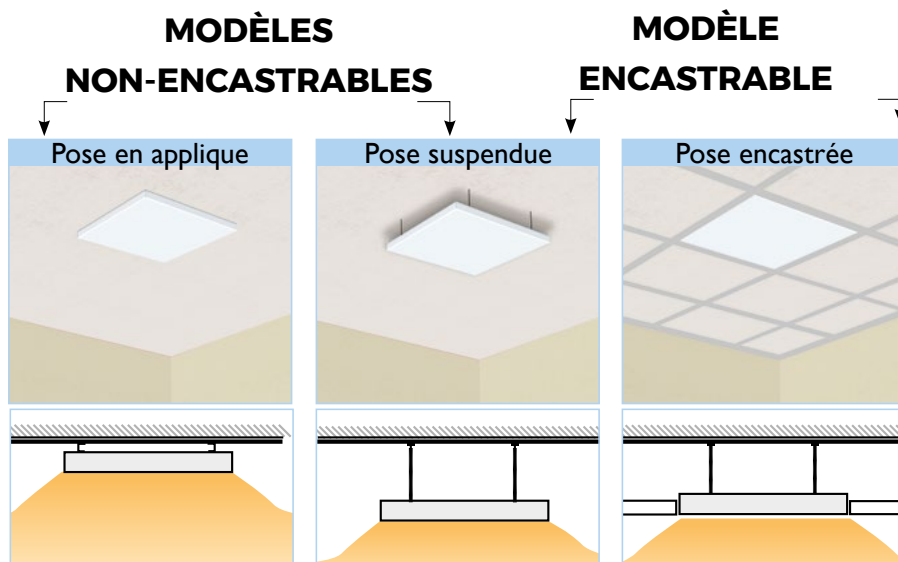 MODÈLES
NON-ENCASTRABLES
MODÈLE
ENCASTRABLE
Pose en applique
Pose suspendue
Pose encastrée